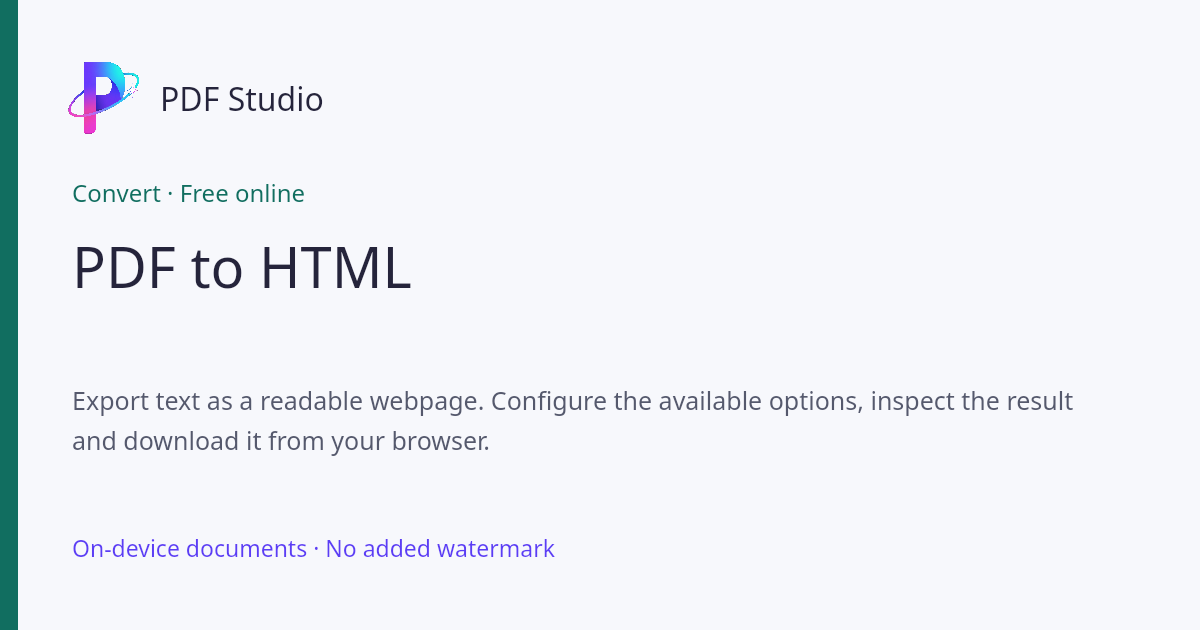 PDF Studio
Convert · Free online
PDF to HTML
Export text as a readable webpage. Configure the available options, inspect the result
and download it from your browser.
On-device documents · No added watermark